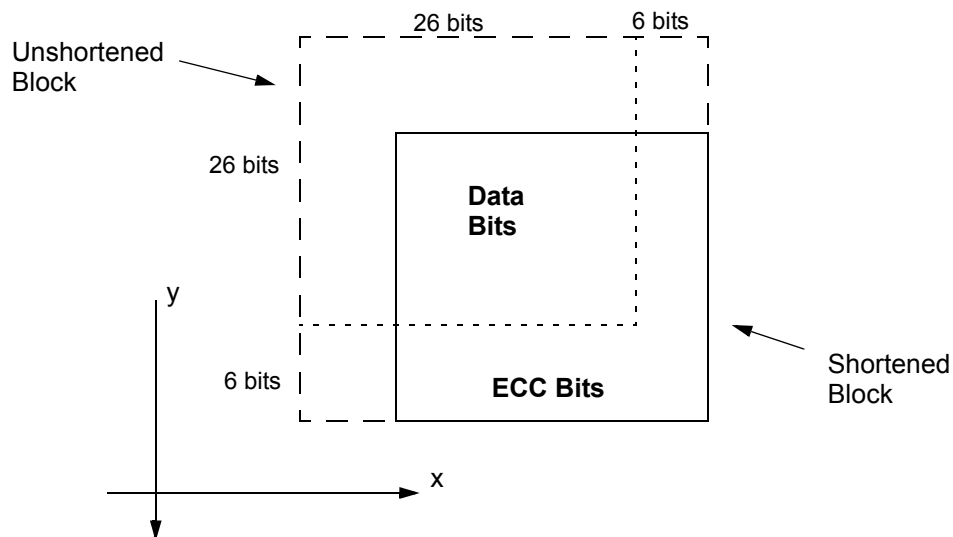 26 bits
6 bits
Unshortened
Block
26 bits
Data
Bits
y
6 bits
ECC Bits
Shortened
Block
x